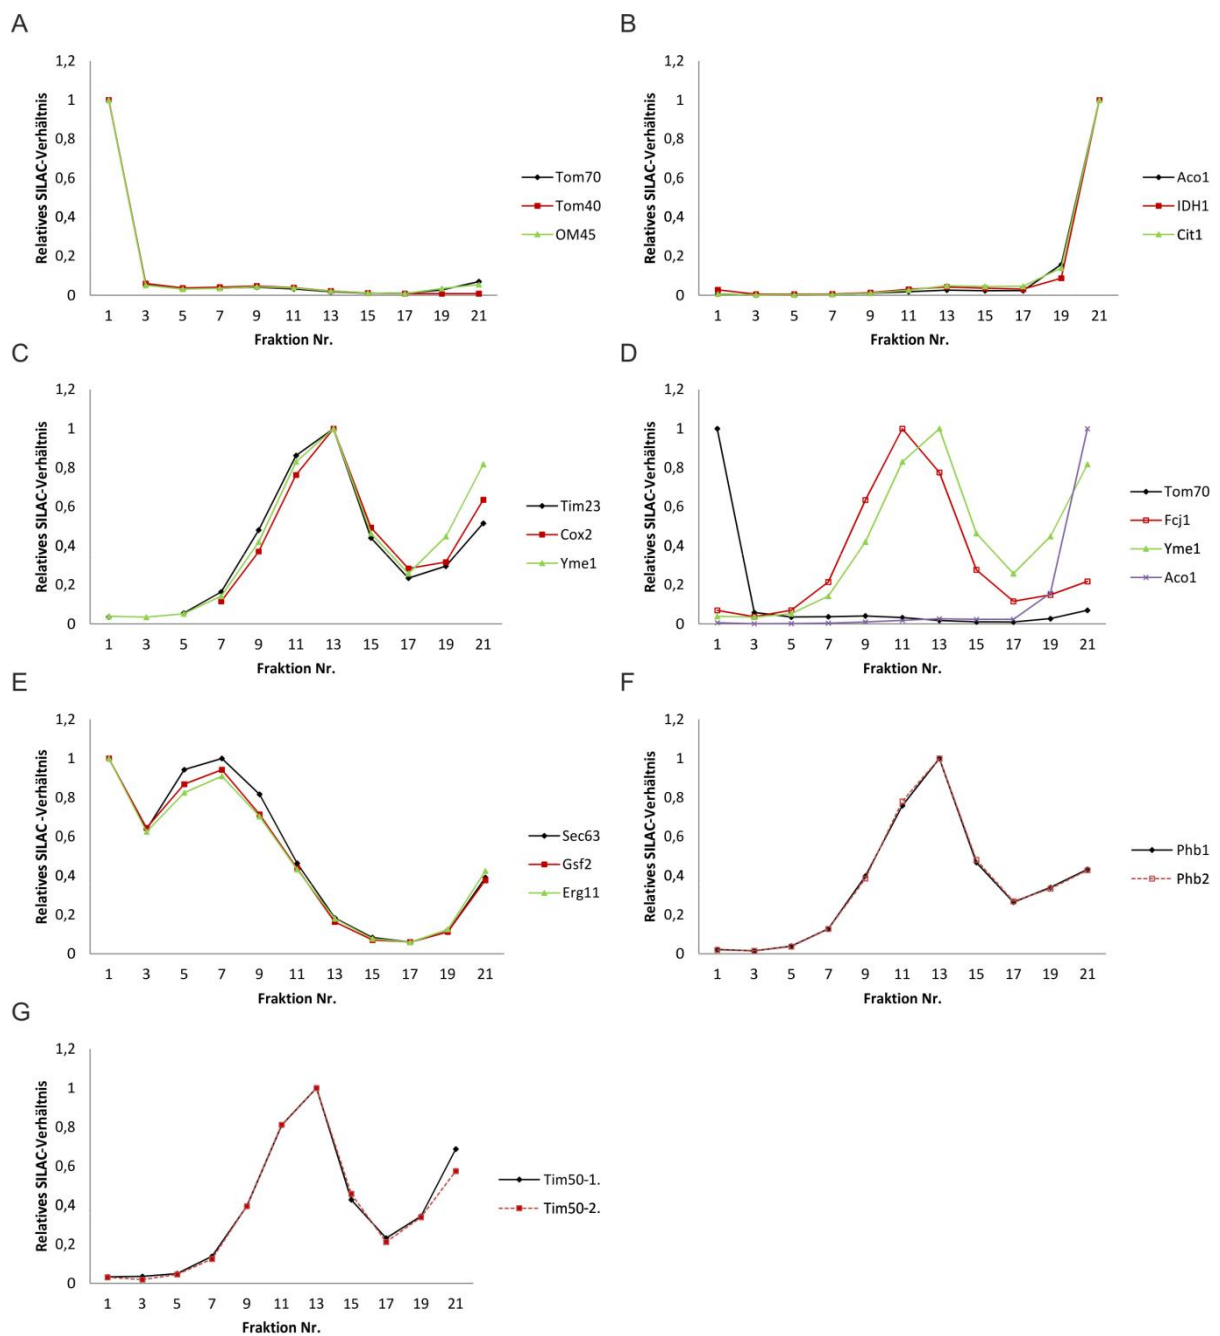 A
Relatives SILAC-Verhältnis
1,2
1
0,8
0,6
0,4
0,2
0
1 3 5 7 9 11 13 15 17 19 21
Fraktion Nr.
Tom70
Tom40
OM45
B
Relatives SILAC-Verhältnis
1,2
1
0,8
0,6
0,4
0,2
0
1 3 5 7 9 11 13 15 17 19 21
Fraktion Nr.
Aco1
IDH1
Cit1
C
Relatives SILAC-Verhältnis
1,2
1
0,8
0,6
0,4
0,2
0
1 3 5 7 9 11 13 15 17 19 21
Fraktion Nr.
Tim23
Cox2
Yme1
D
Relatives SILAC-Verhältnis
1,2
1
0,8
0,6
0,4
0,2
0
1 3 5 7 9 11 13 15 17 19 21
Fraktion Nr.
Tom70
Fcj1
Yme1
Aco1
E
Relatives SILAC-Verhältnis
1,2
1
0,8
0,6
0,4
0,2
0
1 3 5 7 9 11 13 15 17 19 21
Fraktion Nr.
Sec63
Gsf2
Erg11
F
Relatives SILAC-Verhältnis
1,2
1
0,8
0,6
0,4
0,2
0
1 3 5 7 9 11 13 15 17 19 21
Fraktion Nr.
Phb1
Phb2
G
Relatives SILAC-Verhältnis
1,2
1
0,8
0,6
0,4
0,2
0
1 3 5 7 9 11 13 15 17 19 21
Fraktion Nr.
Tim50-1.
Tim50-2.